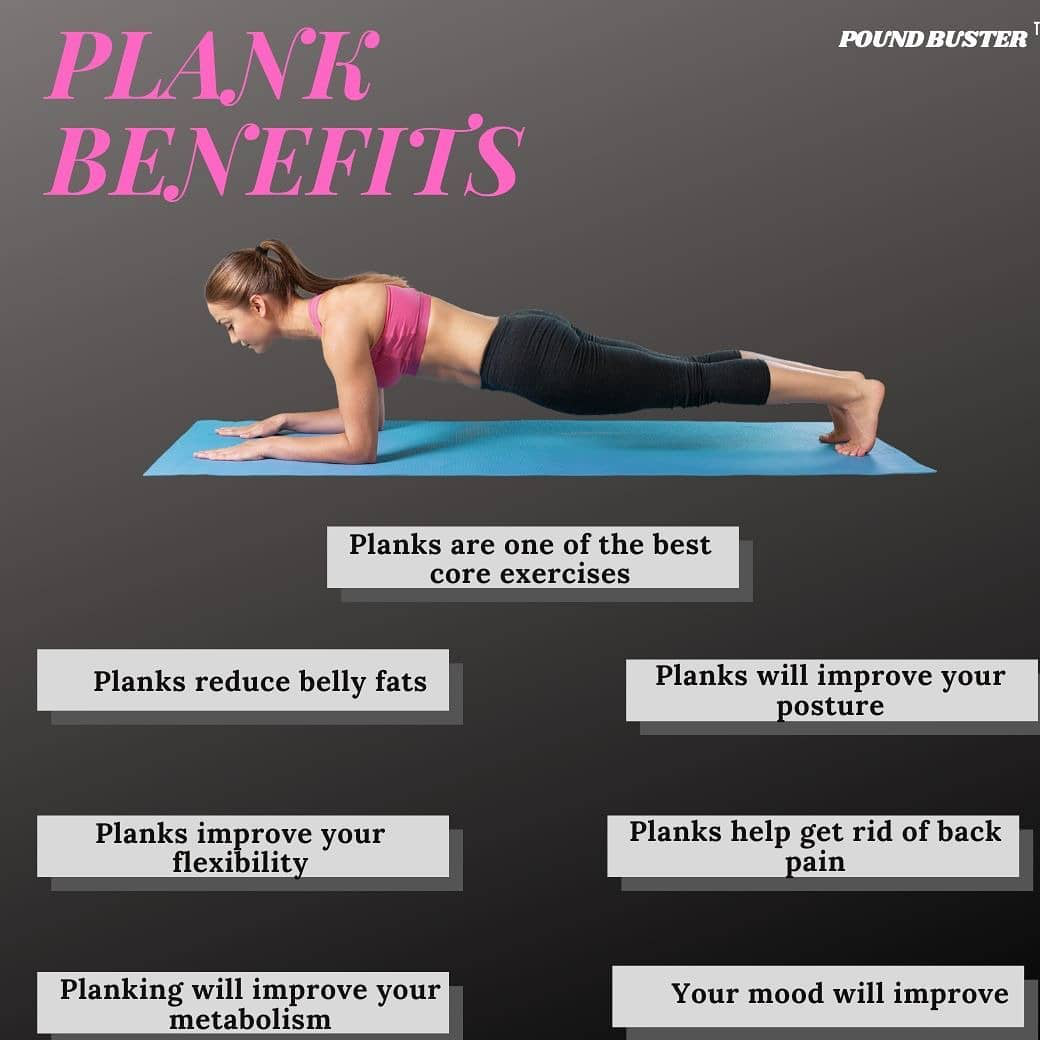 PLANK
BENEFITS
POUND BUSTER T
Planks are one of the best
core exercises
Planks reduce belly fats
Planks will improve your
posture
Planks improve your
flexibility
Planks help get rid of back
pain
Planking will improve your
metabolism
Your mood will improve